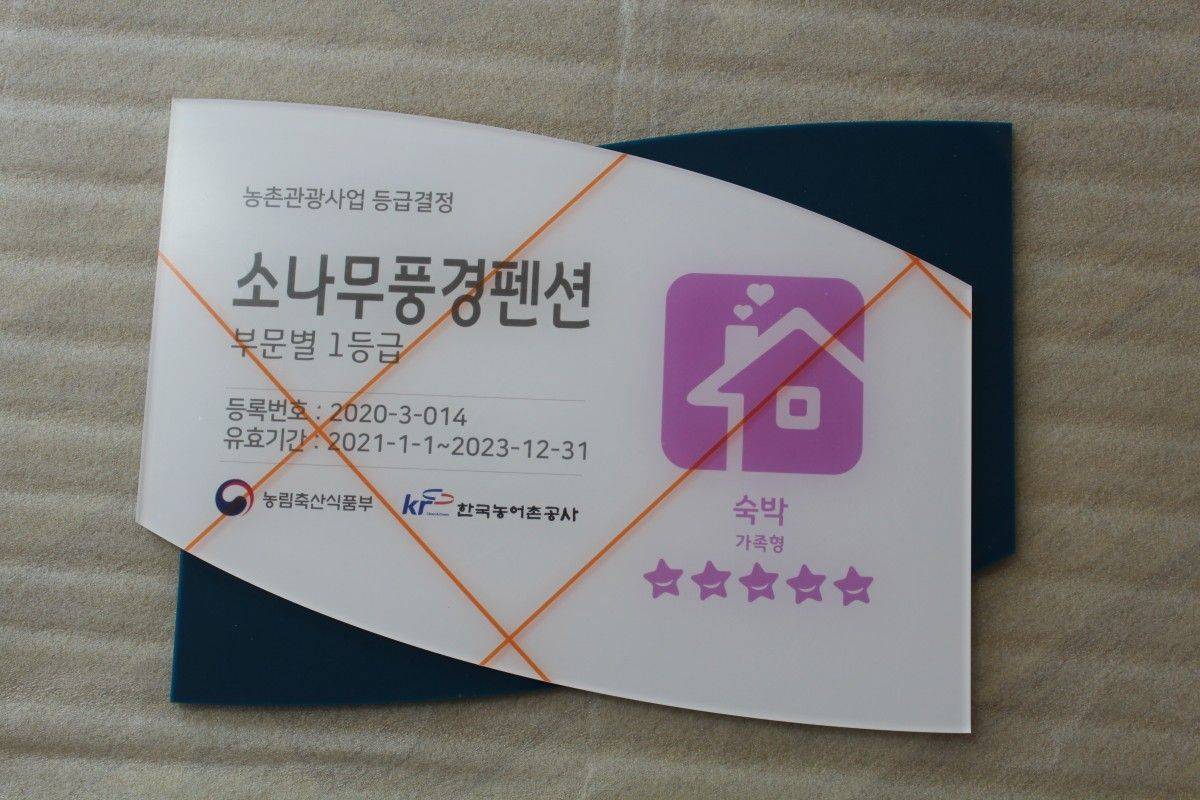 농촌관광사업 등급결정
소나무풍경펜션
부문별 1등급
등록번호 : 2020-3-014
유효기간 : 2021-1-1~2023-12-31
농림축산식품부
kr 한국농어촌공사
숙박
가족형